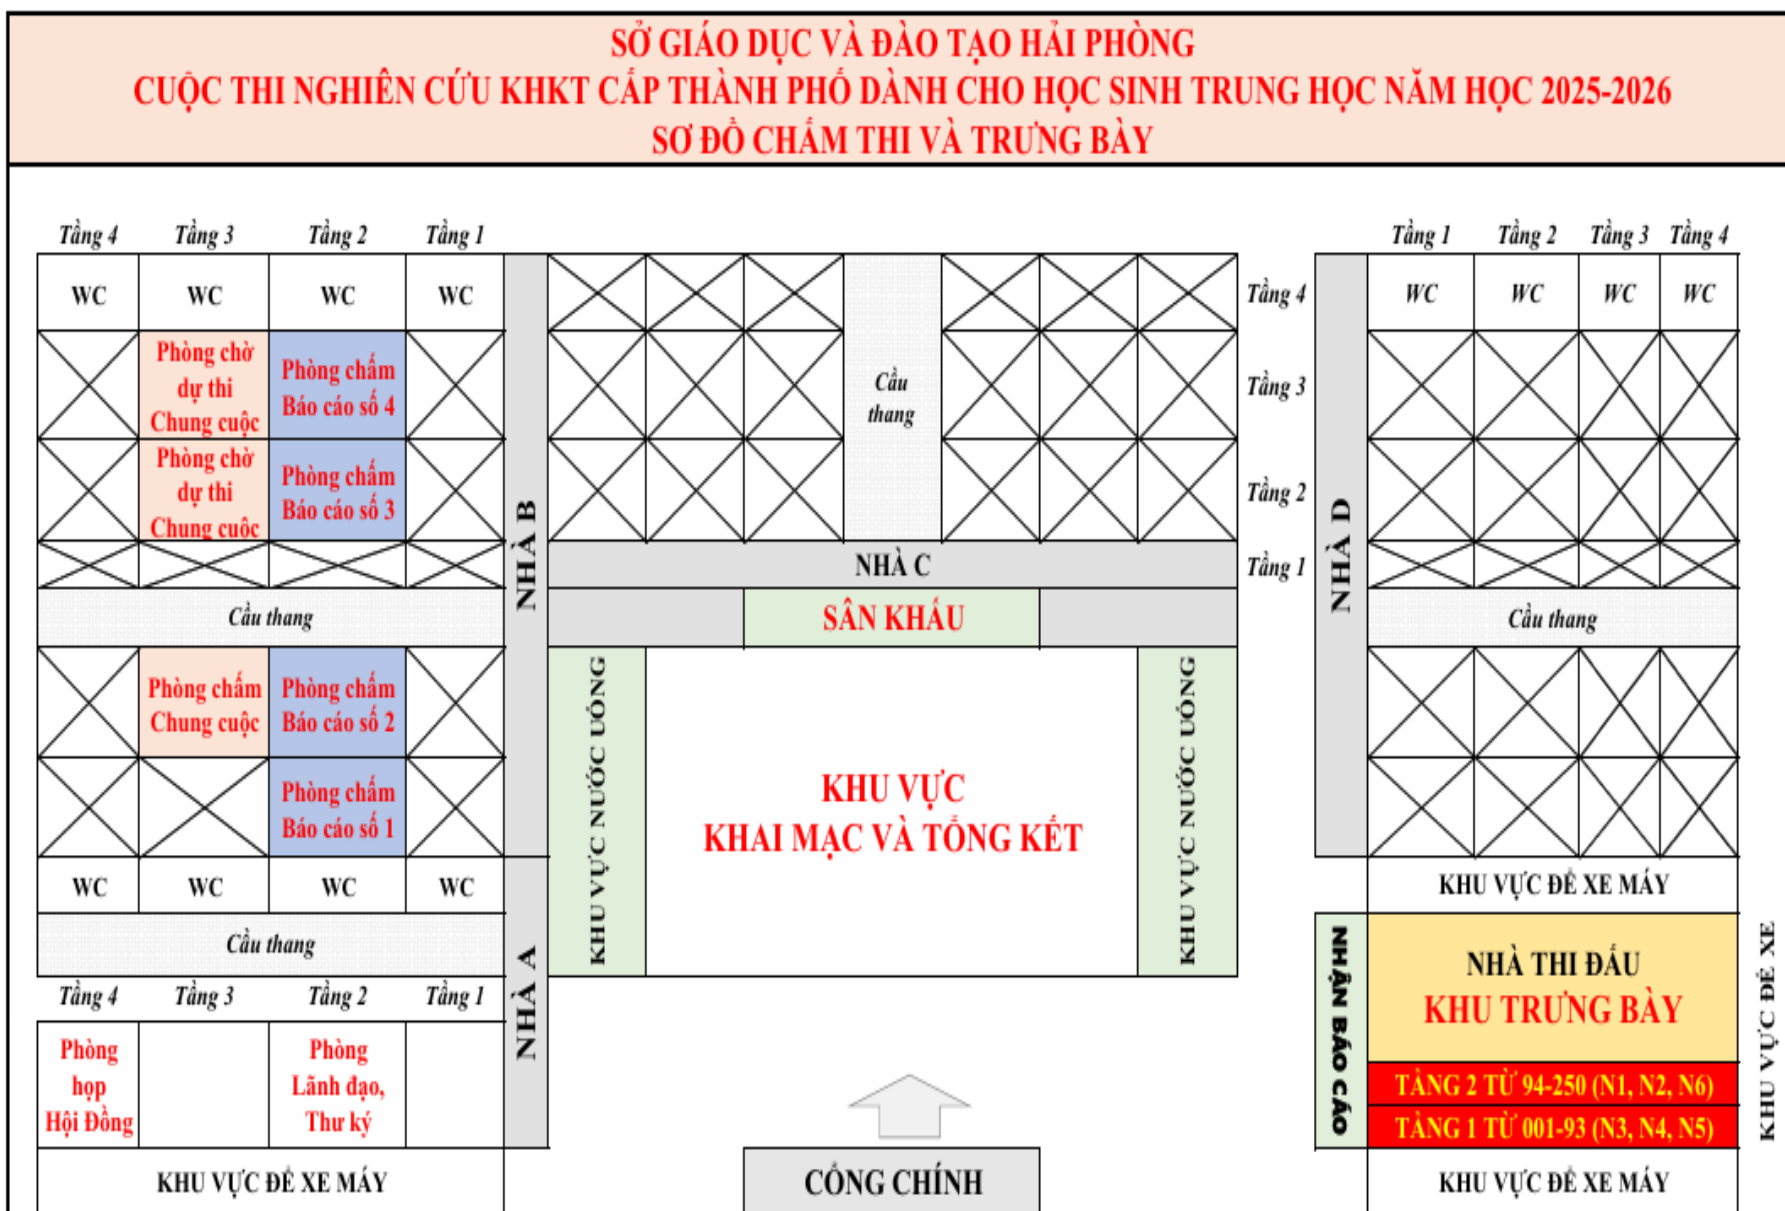 SỞ GIÁO DỤC VÀ ĐÀO TẠO HẢI PHÒNG
CUỘC THI NGHIÊN CỨU KHKT CẤP THÀNH PHỐ DÀNH CHO HỌC SINH TRUNG HỌC NĂM HỌC 2025-2026
SƠ ĐỒ CHẤM THI VÀ TRƯNG BÀY
Tầng 4 Tầng 3 Tầng 2 Tầng 1
WC WC WC WC
Phòng chờ
dự thi
Chung cuộc
Phòng chấm
Báo cáo số 4
Phòng chờ
dự thi
Chung cuộc
Phòng chấm
Báo cáo số 3
Cầu thang
Phòng chấm
Chung cuộc
Phòng chấm
Báo cáo số 2
Phòng chấm
Báo cáo số 1
WC WC WC WC
Cầu thang
Tầng 4 Tầng 3 Tầng 2 Tầng 1
Phòng
họp
Hội Đồng
Phòng
Lãnh đạo,
Thư ký
KHU VỰC ĐỂ XE MÁY
NHÀ B
NHÀ A
Cầu
thang
Tầng 4
Tầng 3
Tầng 2
Tầng 1
NHÀ C
SÂN KHẤU
KHU VỰC NƯỚC UỐNG
KHU VỰC
KHAI MẠC VÀ TỔNG KẾT
KHU VỰC NƯỚC UỐNG
CỔNG CHÍNH
NHÀ D
Tầng 1 Tầng 2 Tầng 3 Tầng 4
WC WC WC WC
Cầu thang
KHU VỰC ĐỂ XE MÁY
NHẬN BÁO CÁO
NHÀ THI ĐẤU
KHU TRƯNG BÀY
TẦNG 2 TỪ 94-250 (N1, N2, N6)
TẦNG 1 TỪ 001-93 (N3, N4, N5)
KHU VỰC ĐỂ XE MÁY
KHU VỰC ĐỂ XE